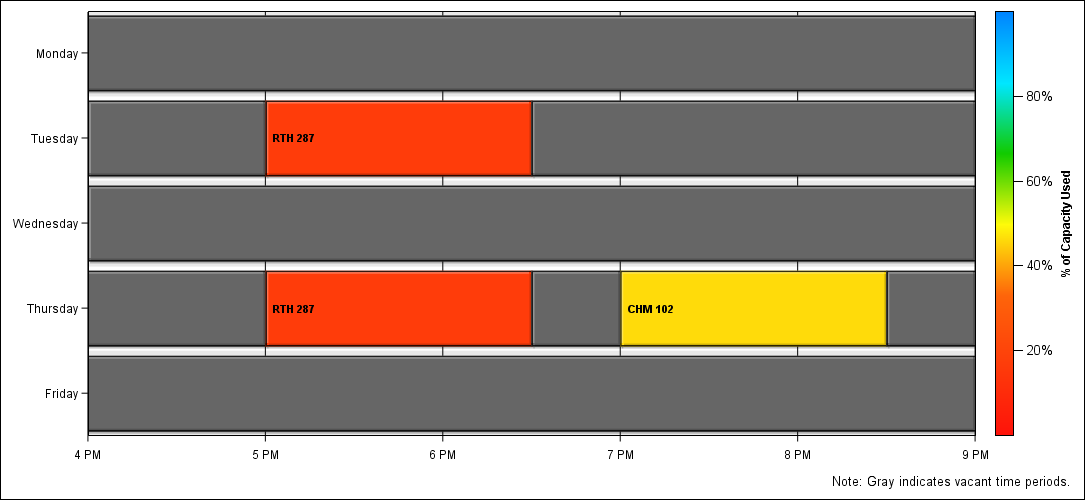 Monday
Tuesday
RTH 287
Wednesday
Thursday
RTH 287 CHM 102
Friday
4 PM 5 PM 6 PM 7 PM 8 PM 9 PM
80%
60%
40%
20%
% of Capacity Used
Note: Gray indicates vacant time periods.